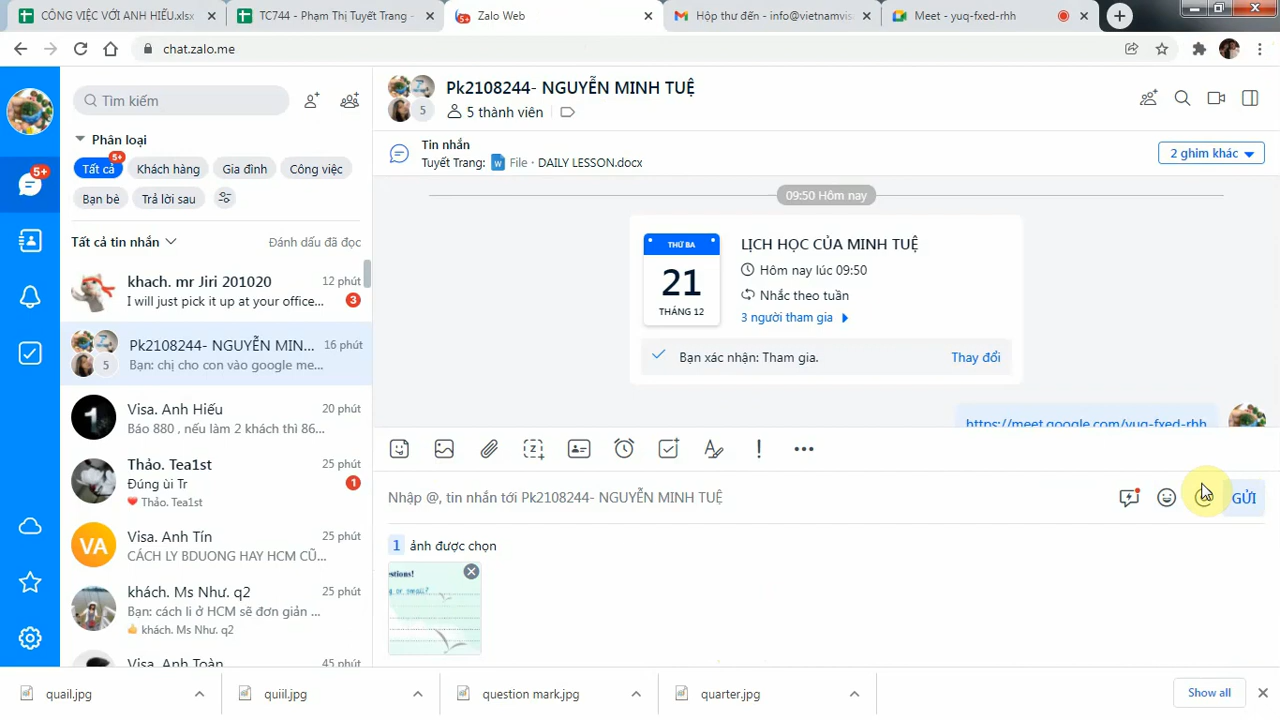 CÔNG VIỆC VỚI ANH HIẾU.xlsx
TC744 - Phạm Thị Tuyết Trang -
Zalo Web
Hộp thư đến - info@vietnamvis
Meet - yuq-fxed-rhh
chat.zalo.me
Tìm kiếm
Phân loại
Tất cả
5+
Khách hàng
Gia đình
Công việc
Bạn bè
Trả lời sau
5+
Tất cả tin nhắn
Đánh dấu đã đọc
khach. mr Jiri 201020
12 phút
I will just pick it up at your office...
3
Pk2108244- NGUYỄN MIN...
16 phút
5
Bạn: chị cho con vào google me...
1
Visa. Anh Hiếu
20 phút
Báo 880 , nếu làm 2 khách thì 86...
Thảo. Tea1st
25 phút
Đúng ùi Tr
1
Thảo. Tea1st
VA
Visa. Anh Tín
25 phút
CÁCH LY BDUONG HAY HCM CŨ...
khách. Ms Như. q2
25 phút
Bạn: cách li ở HCM sẽ đơn giản ...
khách. Ms Như. q2
Visa. Anh Toàn
45 phút
Pk2108244- NGUYỄN MINH TUỆ
5
5 thành viên
Tin nhắn
Tuyết Trang: File · DAILY LESSON.docx
2 ghim khác
09:50 Hôm nay
THỨ BA
21
THÁNG 12
LỊCH HỌC CỦA MINH TUỆ
Hôm nay lúc 09:50
Nhắc theo tuần
3 người tham gia
Bạn xác nhận: Tham gia.
Thay đổi
https://meet.google.com/yuq-fxed-rhh
Nhập @, tin nhắn tới Pk2108244- NGUYỄN MINH TUỆ
GỬI
1 ảnh được chọn
estions!
or small?
quail.jpg
quiil.jpg
question mark.jpg
quarter.jpg
Show all